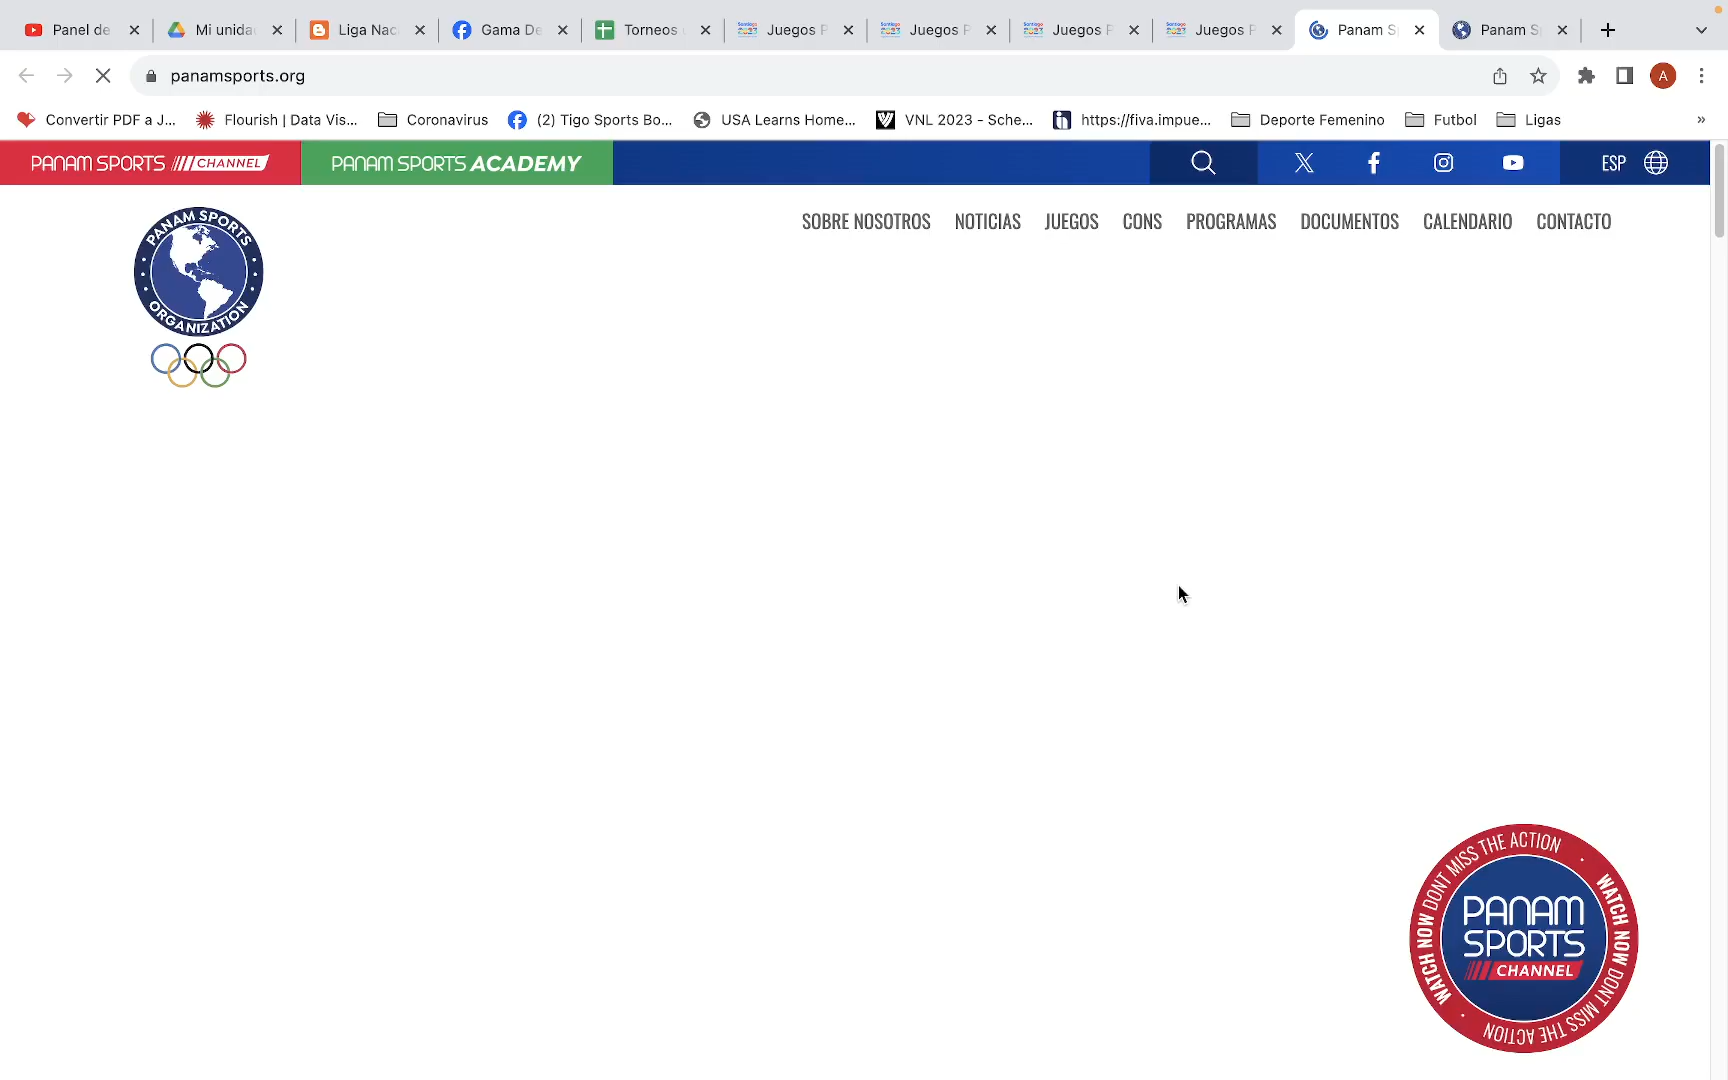 Panel de
Mi unida
Liga Nac
Gama De
Torneos
Juegos P
Juegos P
Juegos P
Juegos P
Panam S
Panam S
panamsports.org
A
Convertir PDF a J...
Flourish | Data Vis...
Coronavirus
(2) Tigo Sports Bo...
USA Learns Home...
VNL 2023 - Sche...
https://fiva.impue...
Deporte Femenino
Futbol
Ligas
»
PANAM SPORTS CHANNEL
PANAM SPORTS ACADEMY
ESP
PANAM SPORTS
ORGANIZATION
SOBRE NOSOTROS
NOTICIAS
JUEGOS
CONS
PROGRAMAS
DOCUMENTOS
CALENDARIO
CONTACTO
WATCH NOW DONT MISS THE ACTION
WATCH NOW DONT MISS THE ACTION
PANAM
SPORTS
CHANNEL